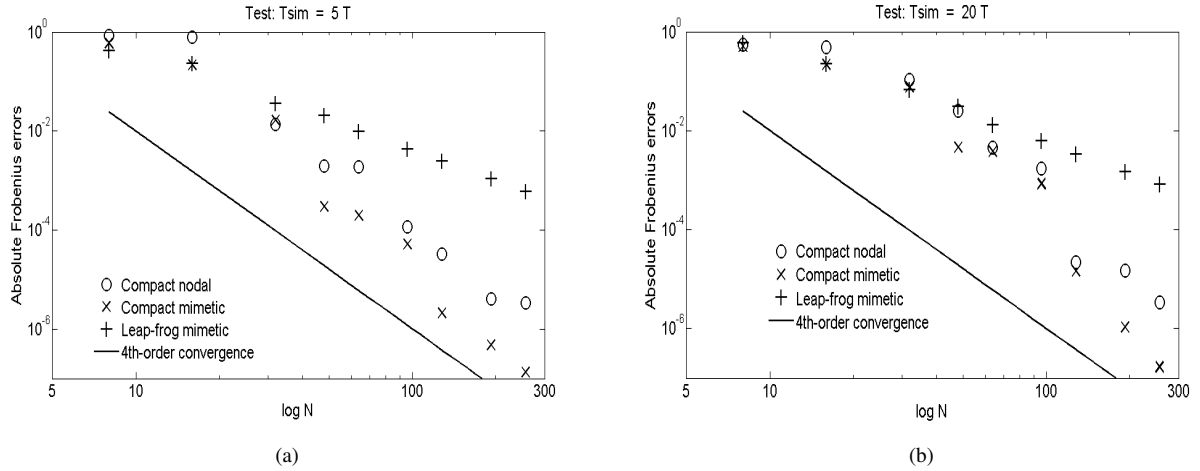 Test: Tsim = 5 T
Absolute Frobenius errors
10^0
10^-2
10^-4
10^-6
Compact nodal
Compact mimetic
Leap-frog mimetic
4th-order convergence
5
10
100
300
log N
(a)
Test: Tsim = 20 T
Absolute Frobenius errors
10^0
10^-2
10^-4
10^-6
Compact nodal
Compact mimetic
Leap-frog mimetic
4th-order convergence
5
10
100
300
log N
(b)